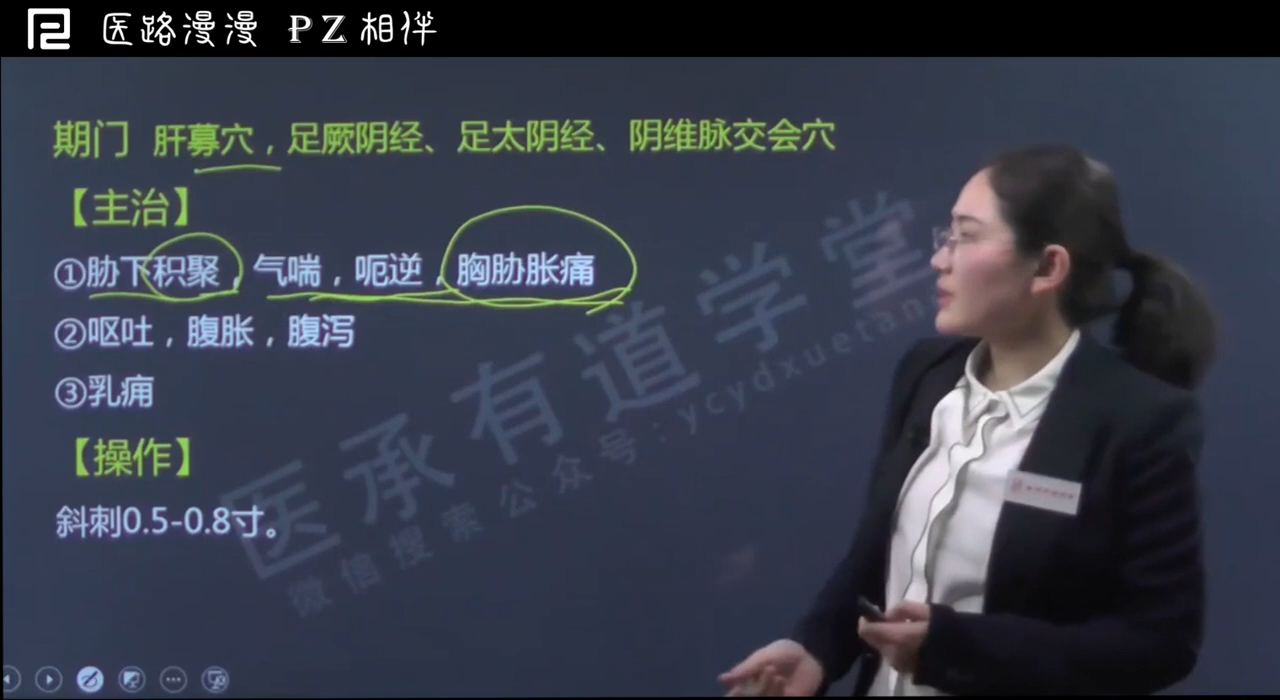 医路漫漫 PZ相伴
期门 肝募穴，足厥阴经、足太阴经、阴维脉交会穴
【主治】
①胁下积聚，气喘，呃逆，胸胁胀痛
②呕吐，腹胀，腹泻
③乳痈
【操作】
斜刺0.5-0.8寸。
医承有道学堂
微信搜索公众号：ycydxuetang